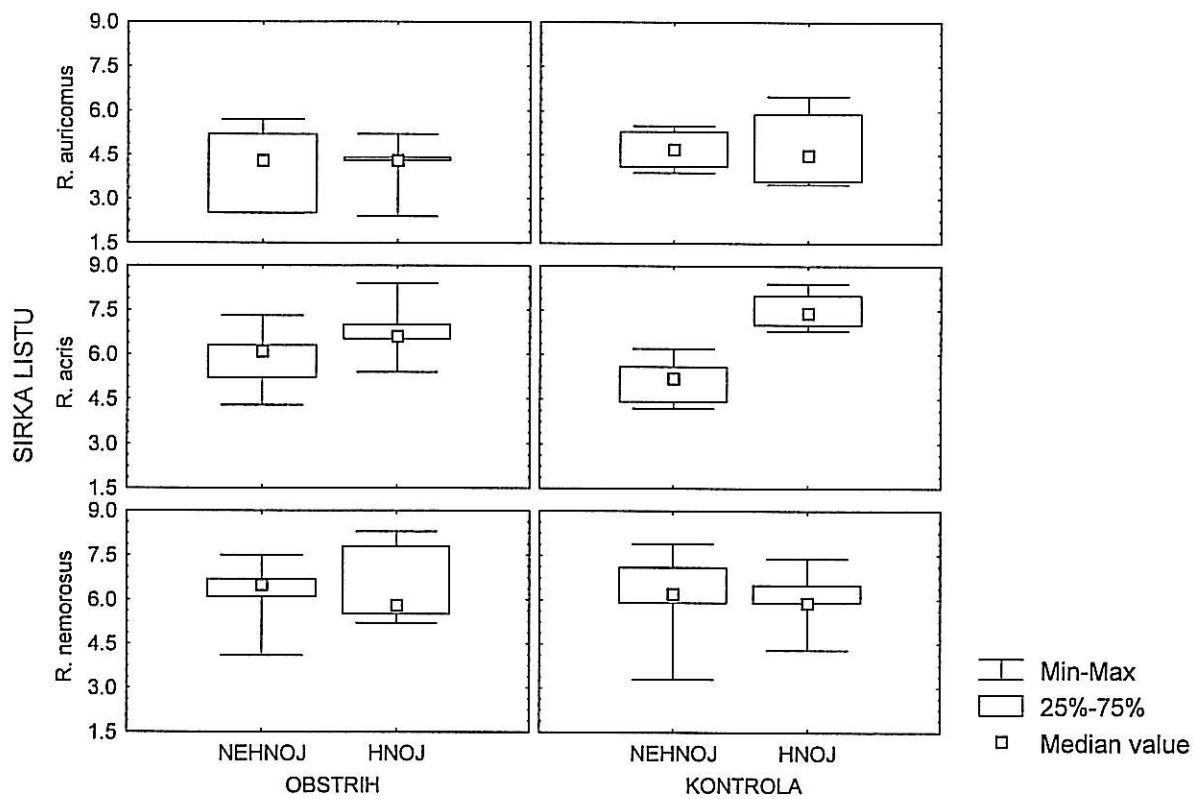 SIRKA LISTU
R. auricomus
9.0
7.5
6.0
4.5
3.0
1.5
R. acris
9.0
7.5
6.0
4.5
3.0
1.5
R. nemorosus
9.0
7.5
6.0
4.5
3.0
1.5
NEHNOJ HNOJ NEHNOJ HNOJ
OBSTRIH KONTROLA
Min-Max
25%-75%
Median value